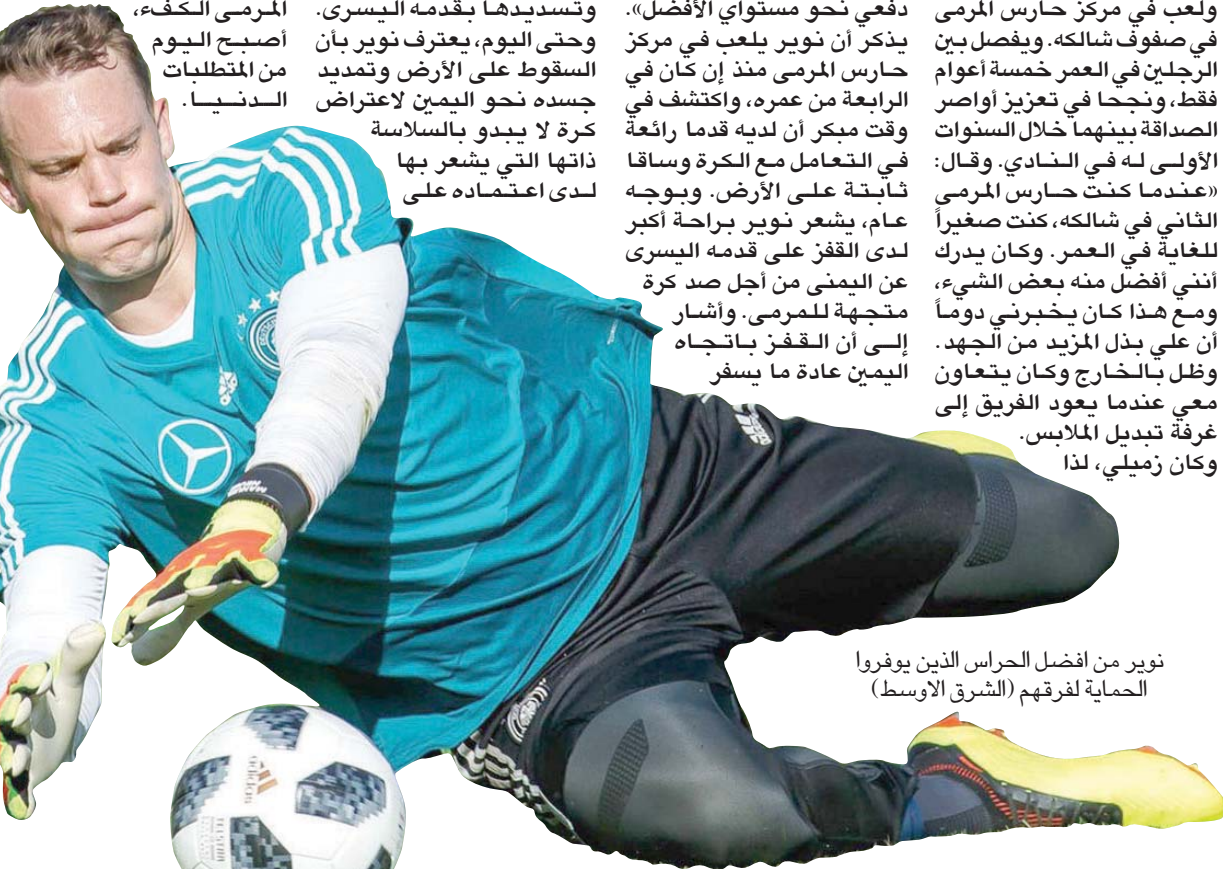 ولعب في مركز حارس المرمى
في صفوف شالكه. ويفصل بين
الرجلين في العمر خمسة أعوام
فقط، ونجحا في تعزيز أواصر
الصداقة بينهما خلال السنوات
الأولى له في النادي. وقال:
«عندما كنت حارس المرمى
الثاني في شالكه، كنت صغيراً
للغاية في العمر. وكان يدرك
أنني أفضل منه بعض الشيء،
ومع هذا كان يخبرني دوماً
أن علي بذل المزيد من الجهد.
وظل بالخارج وكان يتعاون
معي عندما يعود الفريق إلى
غرفة تبديل الملابس.
وكان زميلي، لذا
دفعي نحو مستواي الأفضل».
يذكر أن نوير يلعب في مركز
حارس المرمى منذ إن كان في
الرابعة من عمره، واكتشف في
وقت مبكر أن لديه قدما رائعة
في التعامل مع الكرة وساقا
ثابتة على الأرض. وبوجه
عام، يشعر نوير براحة أكبر
لدى القفز على قدمه اليسرى
عن اليمنى من أجل صد كرة
متجهة للمرمى. وأشار
إلى أن القفز باتجاه
اليمين عادة ما يسفر
وتسديدها بقدمه اليسرى.
وحتى اليوم، يعترف نوير بأن
السقوط على الأرض وتمديد
جسده نحو اليمين لاعتراض
كرة لا يبدو بالسلاسة
ذاتها التي يشعر بها
لدى اعتماده على
المرمى الكفء،
أصبح اليوم
من المتطلبات
الدنيا.
نوير من افضل الحراس الذين يوفروا
الحماية لفرقهم (الشرق الاوسط)
adidas
MANUEL